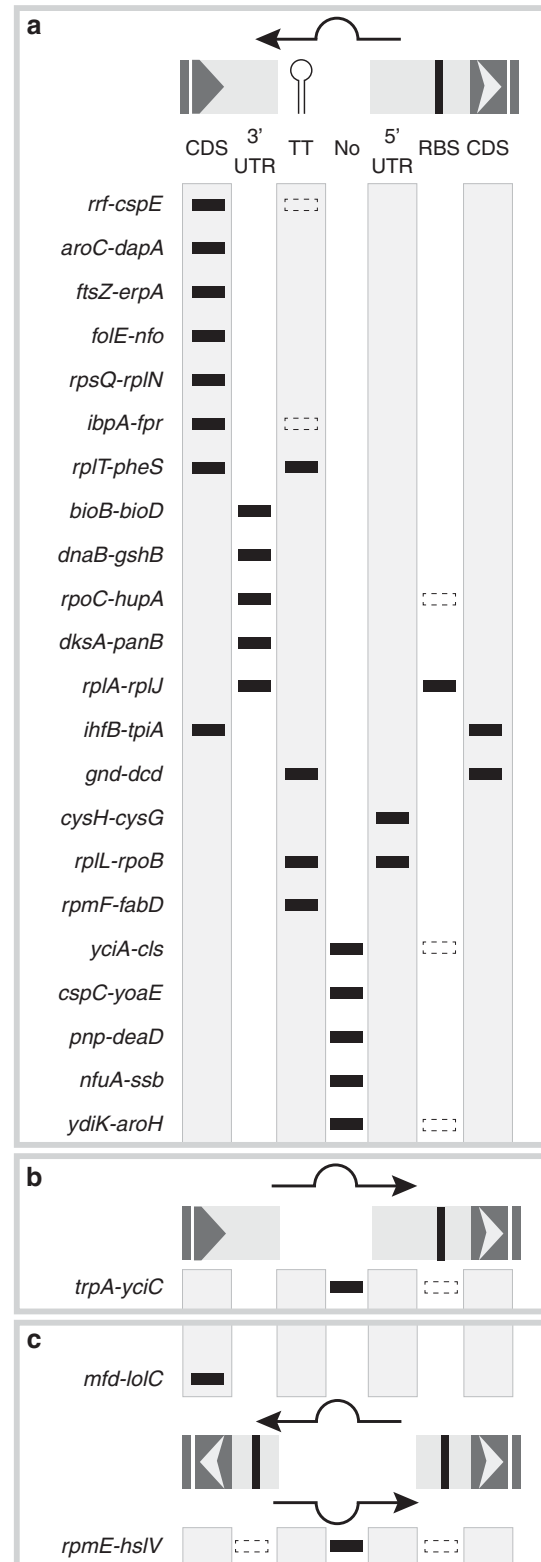 a
CDS 3' UTR TT No 5' UTR RBS CDS
rrf-cspE
aroC-dapA
ftsZ-erpA
folE-nfo
rpsQ-rplN
ibpA-fpr
rplT-pheS
bioB-bioD
dnaB-gshB
rpoC-hupA
dksA-panB
rplA-rplJ
ihfB-tpiA
gnd-dcd
cysH-cysG
rplL-rpoB
rpmF-fabD
yciA-cls
cspC-yoaE
pnp-deaD
nfuA-ssb
ydiK-aroH
b
trpA-yciC
c
mfd-lolC
rpmE-hslV